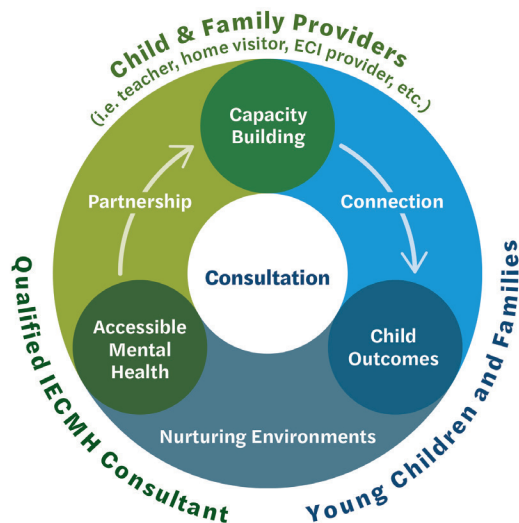 Child & Family Providers
(i.e. teacher, home visitor, ECI provider, etc.)
Capacity
Building
Partnership
Connection
Consultation
Accessible
Mental
Health
Child
Outcomes
Nurturing Environments
Qualified IECMH Consultant
Young Children and Families